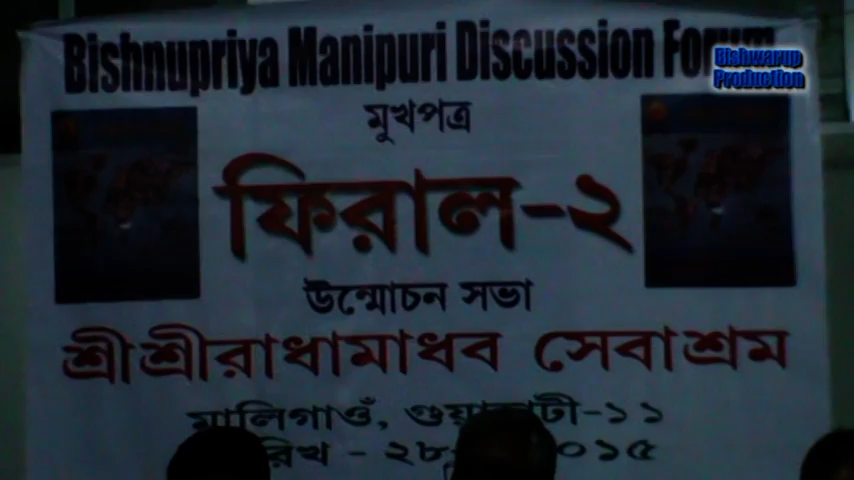 Bishnupriya Manipuri Discussion Forum
Bishwarup
Production
মুখপত্র
ফিরাল-২
উন্মোচন সভা
শ্রীশ্রীরাধামাধব সেবাশ্রম
মালিগাওঁ, গুয়াহাটী-১১